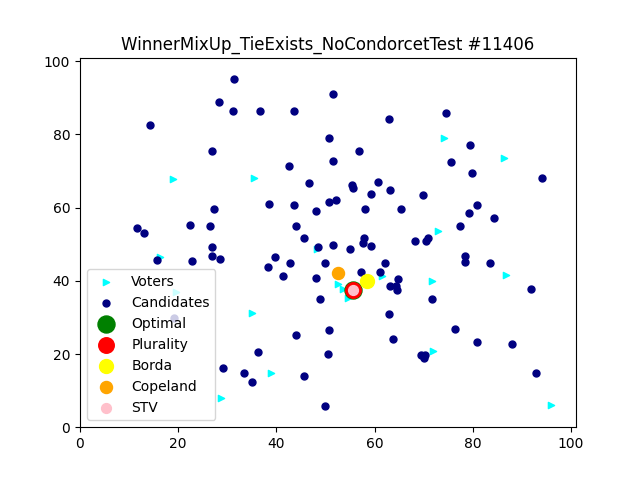 WinnerMixUp_TieExists_NoCondorcetTest #11406
100
80
60
40
20
0
0
20
40
60
80
100
Voters
Candidates
Optimal
Plurality
Borda
Copeland
STV